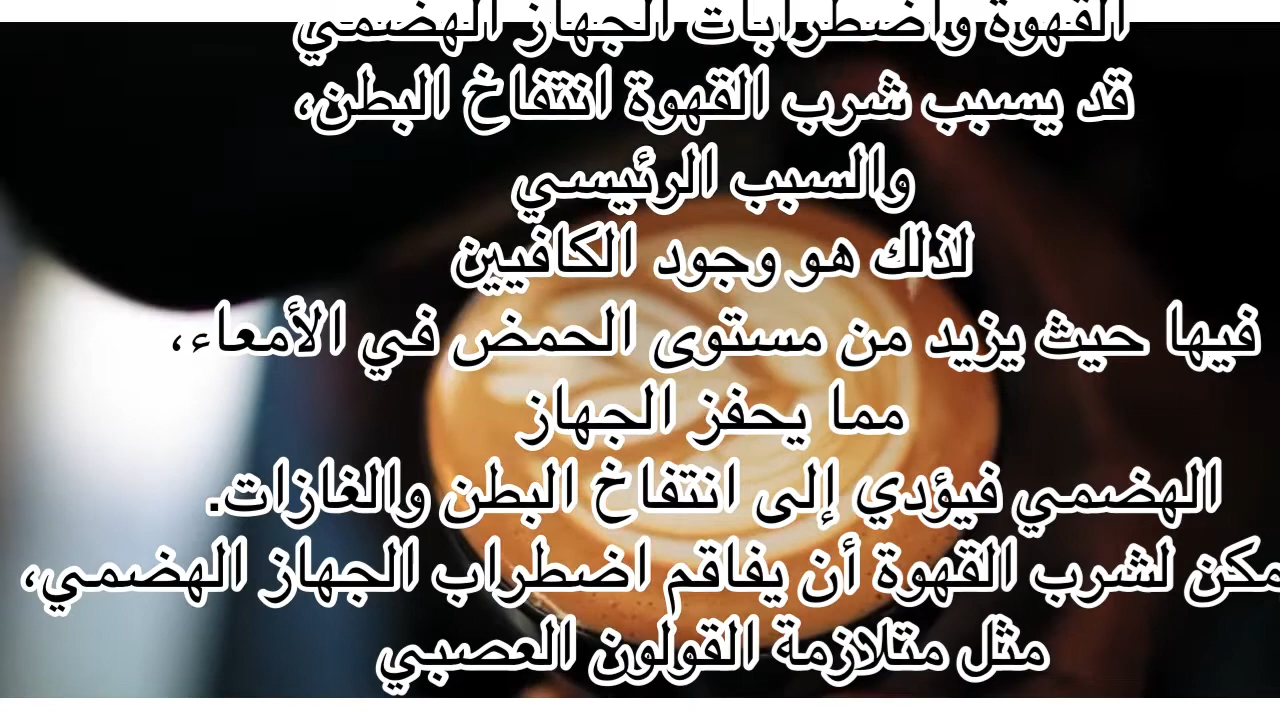 القهوة واضطرابات الجهاز الهضمي
قد يسبب شرب القهوة انتفاخ البطن،
والسبب الرئيسي
لذلك هو وجود الكافيين
فيها حيث يزيد من مستوى الحمض في الأمعاء،
مما يحفز الجهاز
الهضمي فيؤدي إلى انتفاخ البطن والغازات.
مكن لشرب القهوة أن يفاقم اضطراب الجهاز الهضمي،
مثل متلازمة القولون العصبي